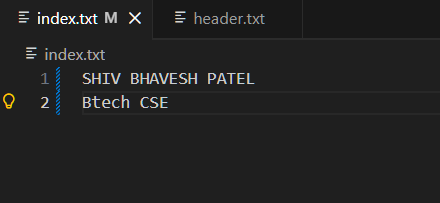 index.txt M header.txt
index.txt
1 SHIV BHAVESH PATEL
2 Btech CSE